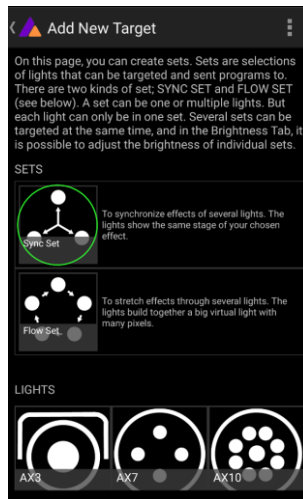 Add New Target
On this page, you can create sets. Sets are selections
of lights that can be targeted and sent programs to.
There are two kinds of set; SYNC SET and FLOW SET
(see below). A set can be one or multiple lights. But
each light can only be in one set. Several sets can be
targeted at the same time, and in the Brightness Tab, it
is possible to adjust the brightness of individual sets.
SETS
Sync Set
To synchronize effects of several lights. The
lights show the same stage of your chosen
effect.
Flow Set
To stretch effects through several lights. The
lights build together a big virtual light with
many pixels.
LIGHTS
AX3
AX7
AX10